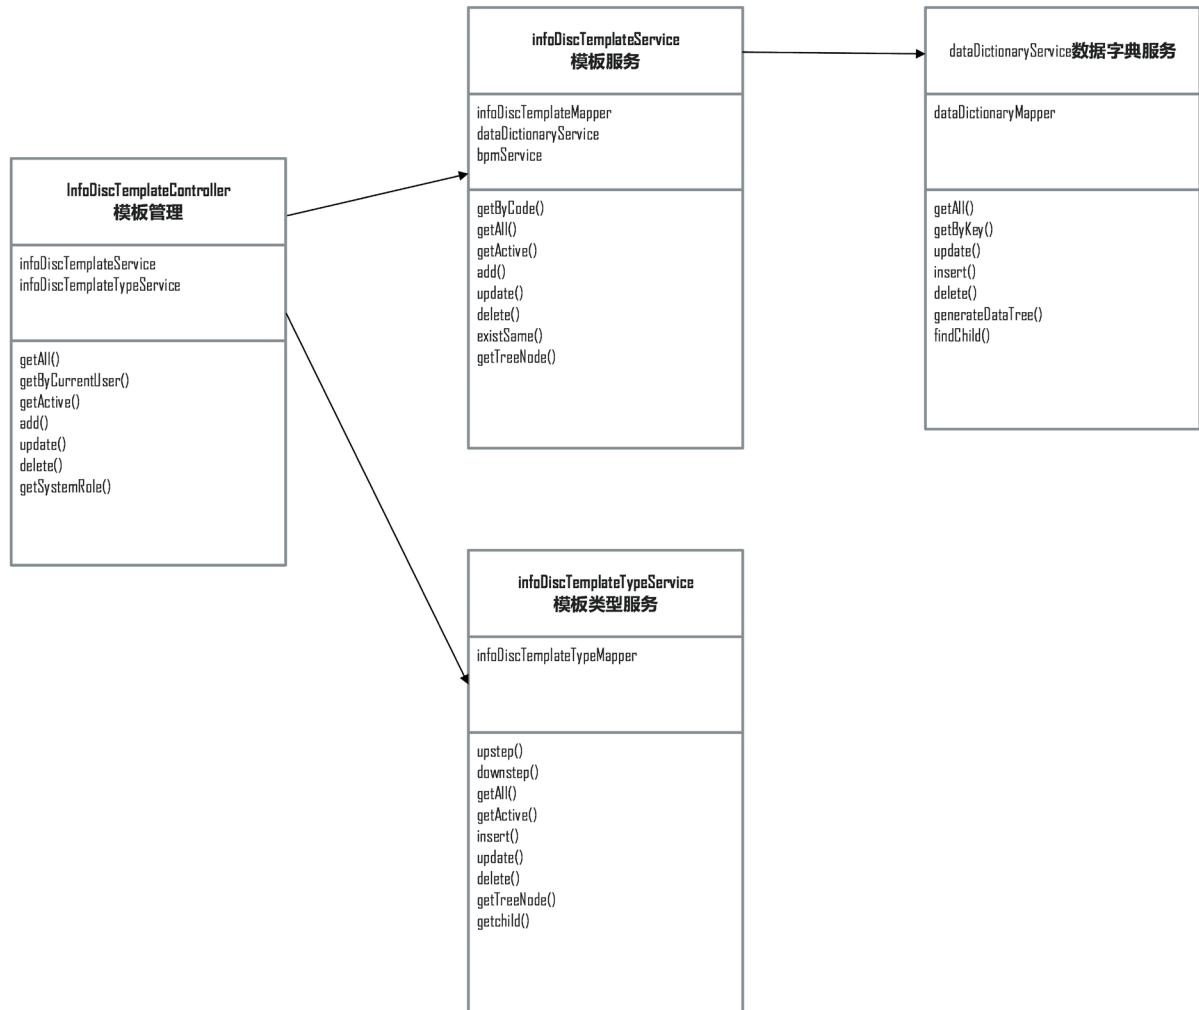 InfoDiscTemplateController
模板管理
infoDiscTemplateService
infoDiscTemplateTypeService
getAll()
getByCurrentUser()
getActive()
add()
update()
delete()
getSystemRole()
infoDiscTemplateService
模板服务
infoDiscTemplateMapper
dataDictionaryService
bpmService
getByCode()
getAll()
getActive()
add()
update()
delete()
existSame()
getTreeNode()
dataDictionaryService数据字典服务
dataDictionaryMapper
getAll()
getByKey()
update()
insert()
delete()
generateDataTree()
findChild()
infoDiscTemplateTypeService
模板类型服务
infoDiscTemplateTypeMapper
upstep()
downstep()
getAll()
getActive()
insert()
update()
delete()
getTreeNode()
getchild()